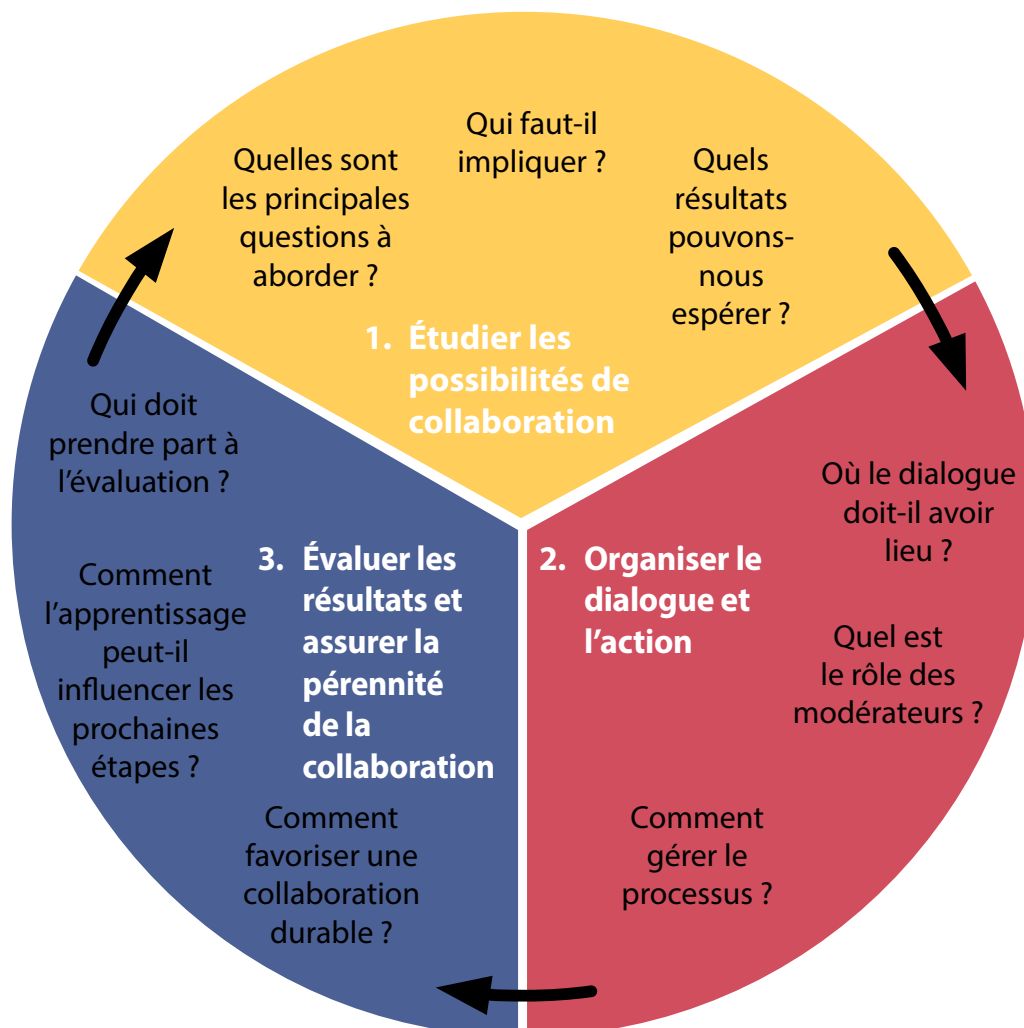 Quelles sont
les principales
questions à
aborder ?
Qui faut-il
impliquer ?
Quels
résultats
pouvons-
nous
espérer ?
1. Étudier les
possibilités de
collaboration
Où le dialogue
doit-il avoir
lieu ?
Quel est
le rôle des
modérateurs ?
Comment
gérer le
processus ?
2. Organiser le
dialogue et
l’action
Comment
favoriser une
collaboration
durable ?
Comment
l’apprentissage
peut-il
influencer les
prochaines
étapes ?
Qui doit
prendre part à
l’évaluation ?
3. Évaluer les
résultats et
assurer la
pérennité
de la
collaboration